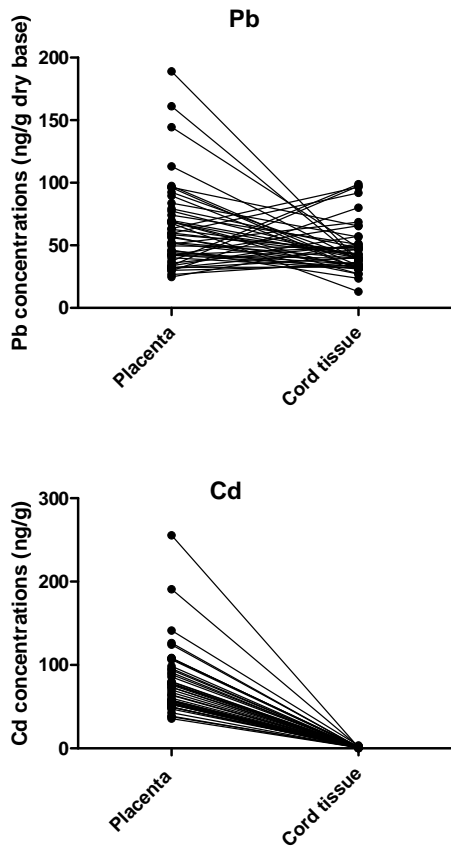 Pb
Pb concentrations (ng/g dry base)
200
150
100
50
0
Placenta
Cord tissue
Cd
Cd concentrations (ng/g)
300
200
100
0
Placenta
Cord tissue